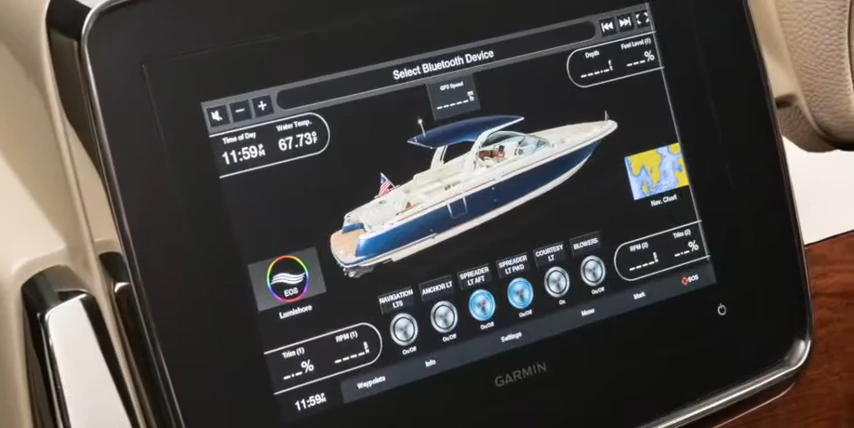 Select Bluetooth Device
GPS Speed
Depth
Fuel Level (1)
%
Time of Day
Water Temp.
11:59
67.73
Nav. Chart
EOS
Lumishore
NAVIGATION LTS
ANCHOR LT
SPREADER LT AFT
SPREADER LT FWD
COURTESY LT
BLOWERS
On/Off
On/Off
On/Off
On/Off
On
On/Off
RPM (2)
Trim (2)
%
Trim (1)
RPM (1)
%
11:59
Waypoints
Info
Settings
Menu
Mark
SOS
GARMIN